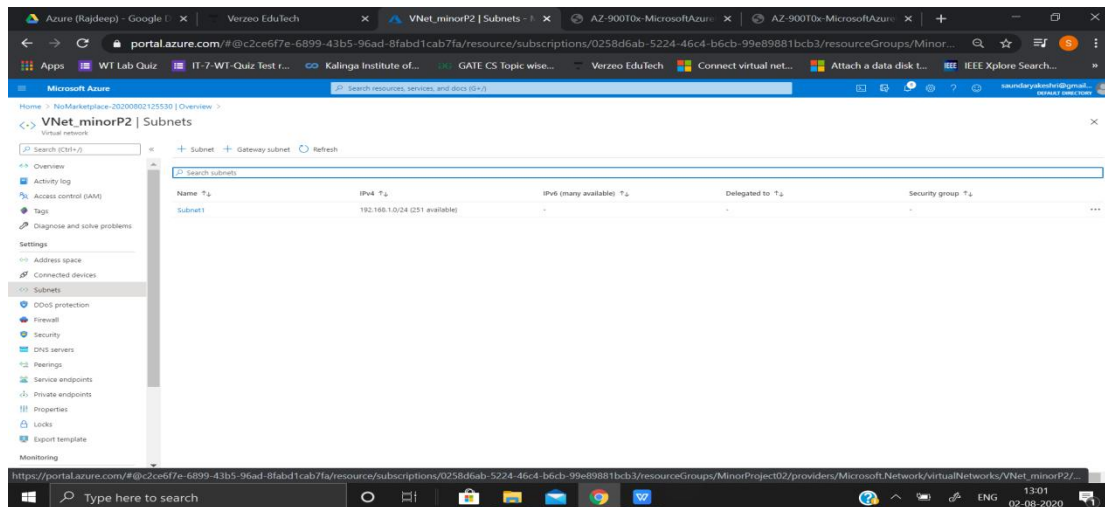 Azure (Rajdeep) - Google D
Verzeo EduTech
VNet_minorP2 | Subnets - M
AZ-900T0x-MicrosoftAzure
AZ-900T0x-MicrosoftAzure
portal.azure.com/#@c2ce6f7e-6899-43b5-96ad-8fabd1cab7fa/resource/subscriptions/0258d6ab-5224-46c4-b6cb-99e89881bcb3/resourceGroups/Minor...
Apps
WT Lab Quiz
IT-7-WT-Quiz Test r...
Kalinga Institute of...
GATE CS Topic wise...
Verzeo EduTech
Connect virtual net...
Attach a data disk t...
IEEE Xplore Search...
Microsoft Azure
Search resources, services, and docs (G+/)
saundaryakeshri@gmail...
DEFAULT DIRECTORY
Home > NoMarketplace-20200802125530 | Overview >
VNet_minorP2 | Subnets
Virtual network
Search (Ctrl+/)
+ Subnet + Gateway subnet Refresh
Overview
Activity log
Access control (IAM)
Tags
Diagnose and solve problems
Settings
Address space
Connected devices
Subnets
DDoS protection
Firewall
Security
DNS servers
Peerings
Service endpoints
Private endpoints
Properties
Locks
Export template
Monitoring
Search subnets
Name IPv4 IPv6 (many available) Delegated to Security group
Subnet1 192.168.1.0/24 (251 available) - - -
https://portal.azure.com/#@c2ce6f7e-6899-43b5-96ad-8fabd1cab7fa/resource/subscriptions/0258d6ab-5224-46c4-b6cb-99e89881bcb3/resourceGroups/MinorProject02/providers/Microsoft.Network/virtualNetworks/VNet_minorP2/...
Type here to search
ENG
13:01
02-08-2020